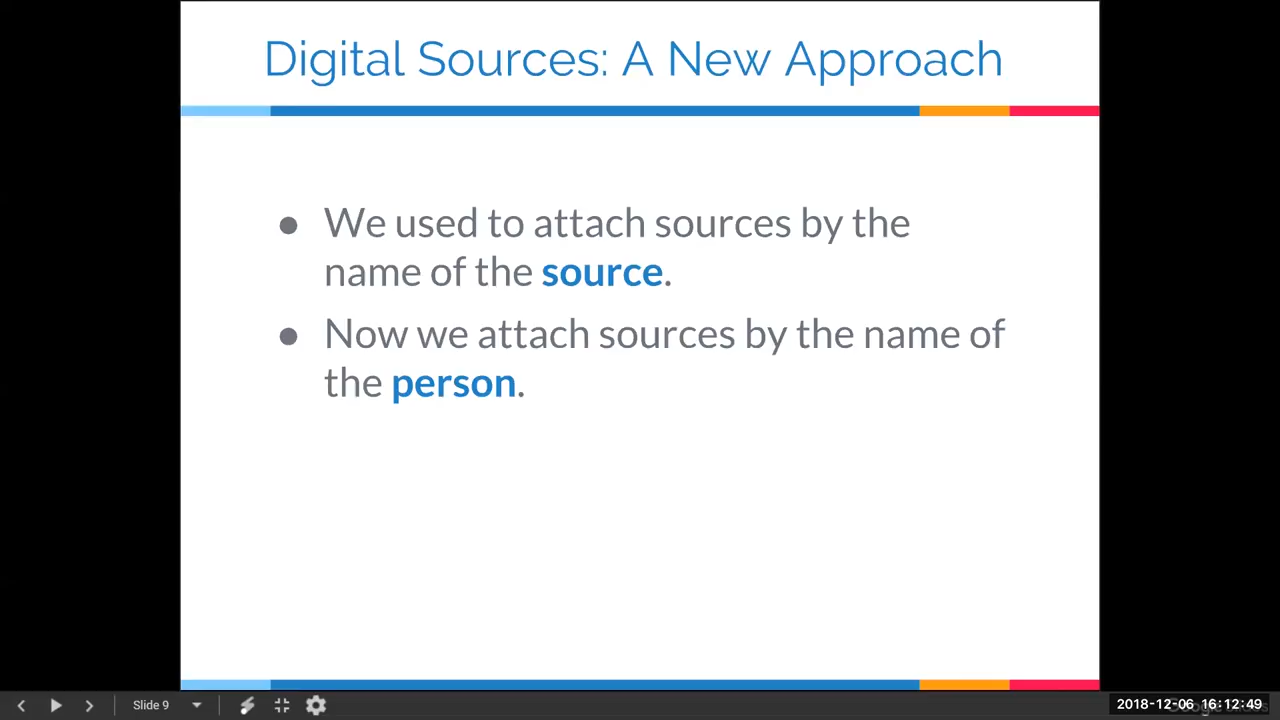 Digital Sources: A New Approach
● We used to attach sources by the
name of the source.
● Now we attach sources by the name of
the person.
Slide 9
2018-12-06 16:12:49